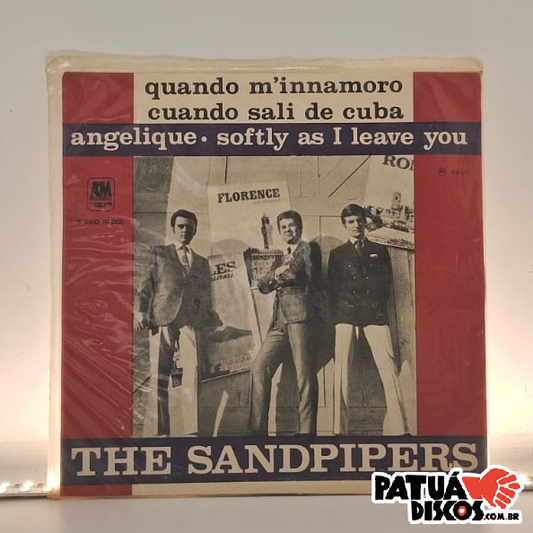 quando m'innamoro
cuando sali de cuba
angelique • softly as I leave you
A&M
FLORENCE
THE SANDPIPERS
PATUÁ
DISCOS.COM.BR